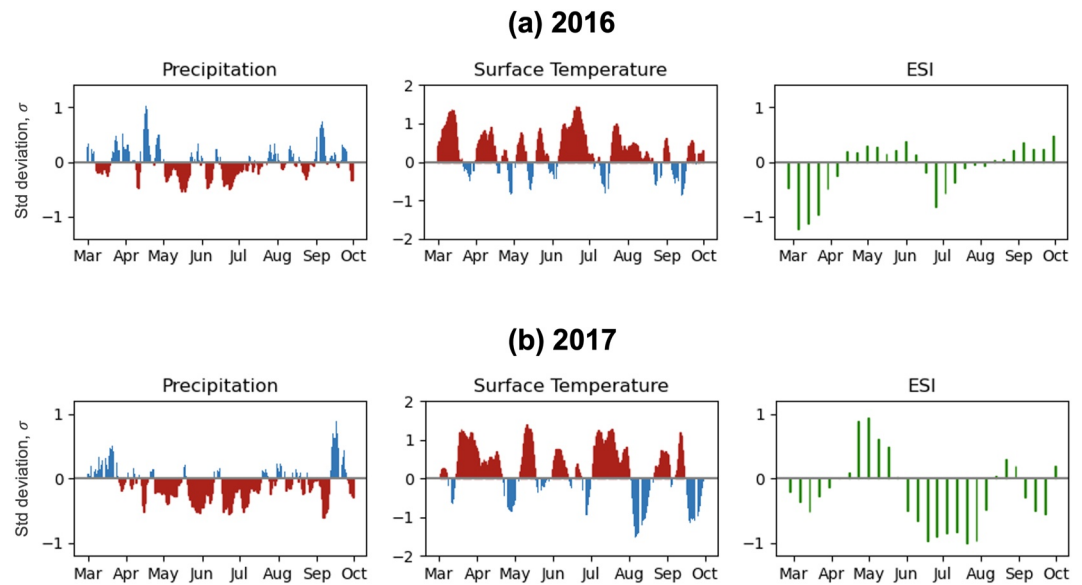 (a) 2016
Precipitation
Surface Temperature
ESI
Std deviation, σ
1
0
−1
Mar Apr May Jun Jul Aug Sep Oct
2
1
0
−1
−2
Mar Apr May Jun Jul Aug Sep Oct
1
0
−1
Mar Apr May Jun Jul Aug Sep Oct
(b) 2017
Precipitation
Surface Temperature
ESI
Std deviation, σ
1
0
−1
Mar Apr May Jun Jul Aug Sep Oct
2
1
0
−1
−2
Mar Apr May Jun Jul Aug Sep Oct
1
0
−1
Mar Apr May Jun Jul Aug Sep Oct